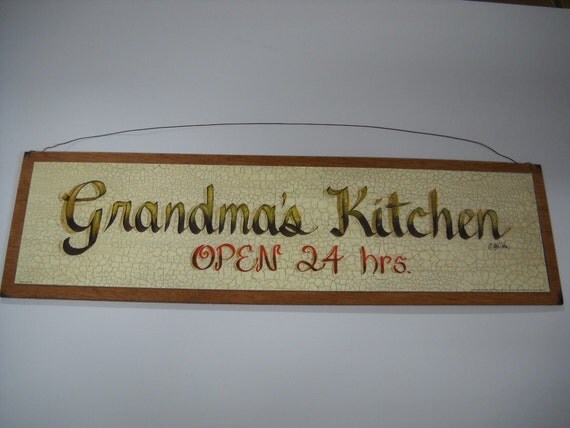 Grandma's Kitchen
OPEN 24 hrs.